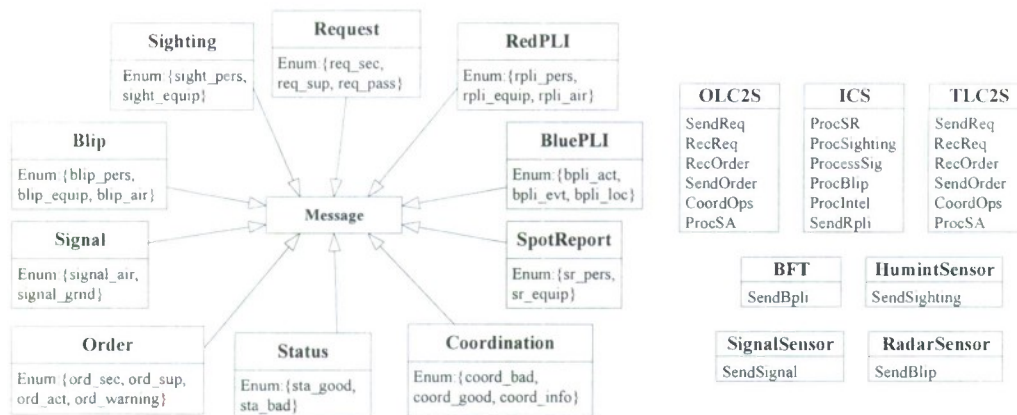 Sighting
Enum:{sight_pers,
sight_equip}
Request
Enum:{req_sec,
req_sup, req_pass}
RedPLI
Enum:{rpli_pers,
rpli_equip, rpli_air}
Blip
Enum:{blip_pers,
blip_equip, blip_air}
BluePLI
Enum:{bpli_act,
bpli_evt, bpli_loc}
Message
Signal
Enum:{signal_air,
signal_grnd}
SpotReport
Enum:{sr_pers,
sr_equip}
Order
Enum{ord_sec, ord_sup,
ord_act, ord_warning}
Status
Enum:{sta_good,
sta_bad}
Coordination
Enum:{coord_bad,
coord_good, coord_info}
OLC2S
SendReq
RecReq
RecOrder
SendOrder
CoordOps
ProcSA
ICS
ProcSR
ProcSighting
ProcessSig
ProcBlip
ProcIntel
SendRpli
TLC2S
SendReq
RecReq
RecOrder
SendOrder
CoordOps
ProcSA
BFT
SendBpli
HumintSensor
SendSighting
SignalSensor
SendSignal
RadarSensor
SendBlip